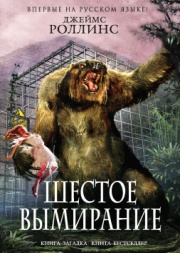 ВПЕРВЫЕ НА РУССКОМ ЯЗЫКЕ!
ДЖЕЙМС
РОЛЛИНС
ШЕСТОЕ
ВЫМИРАНИЕ
КНИГА-ЗАГАДКА КНИГА-БЕСТСЕЛЛЕР